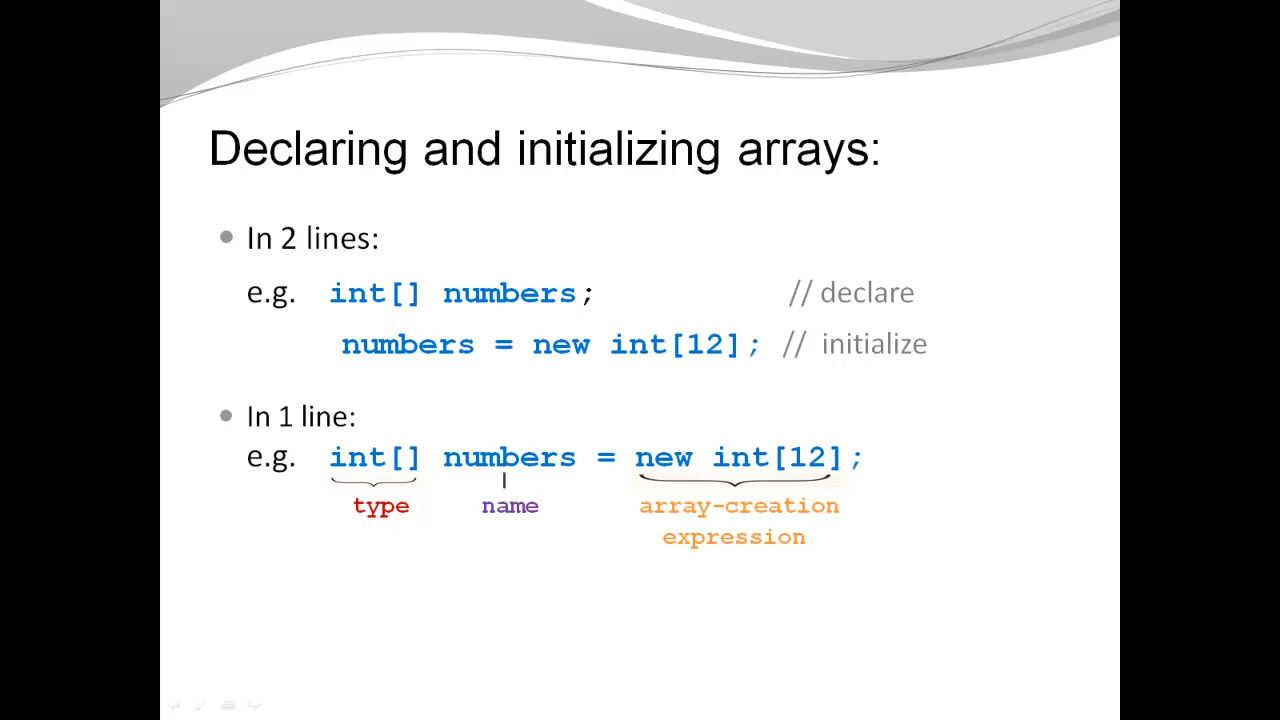 Declaring and initializing arrays:
In 2 lines:
e.g. int[] numbers; // declare
numbers = new int[12]; // initialize
In 1 line:
e.g. int[] numbers = new int[12];
type name array-creation
expression